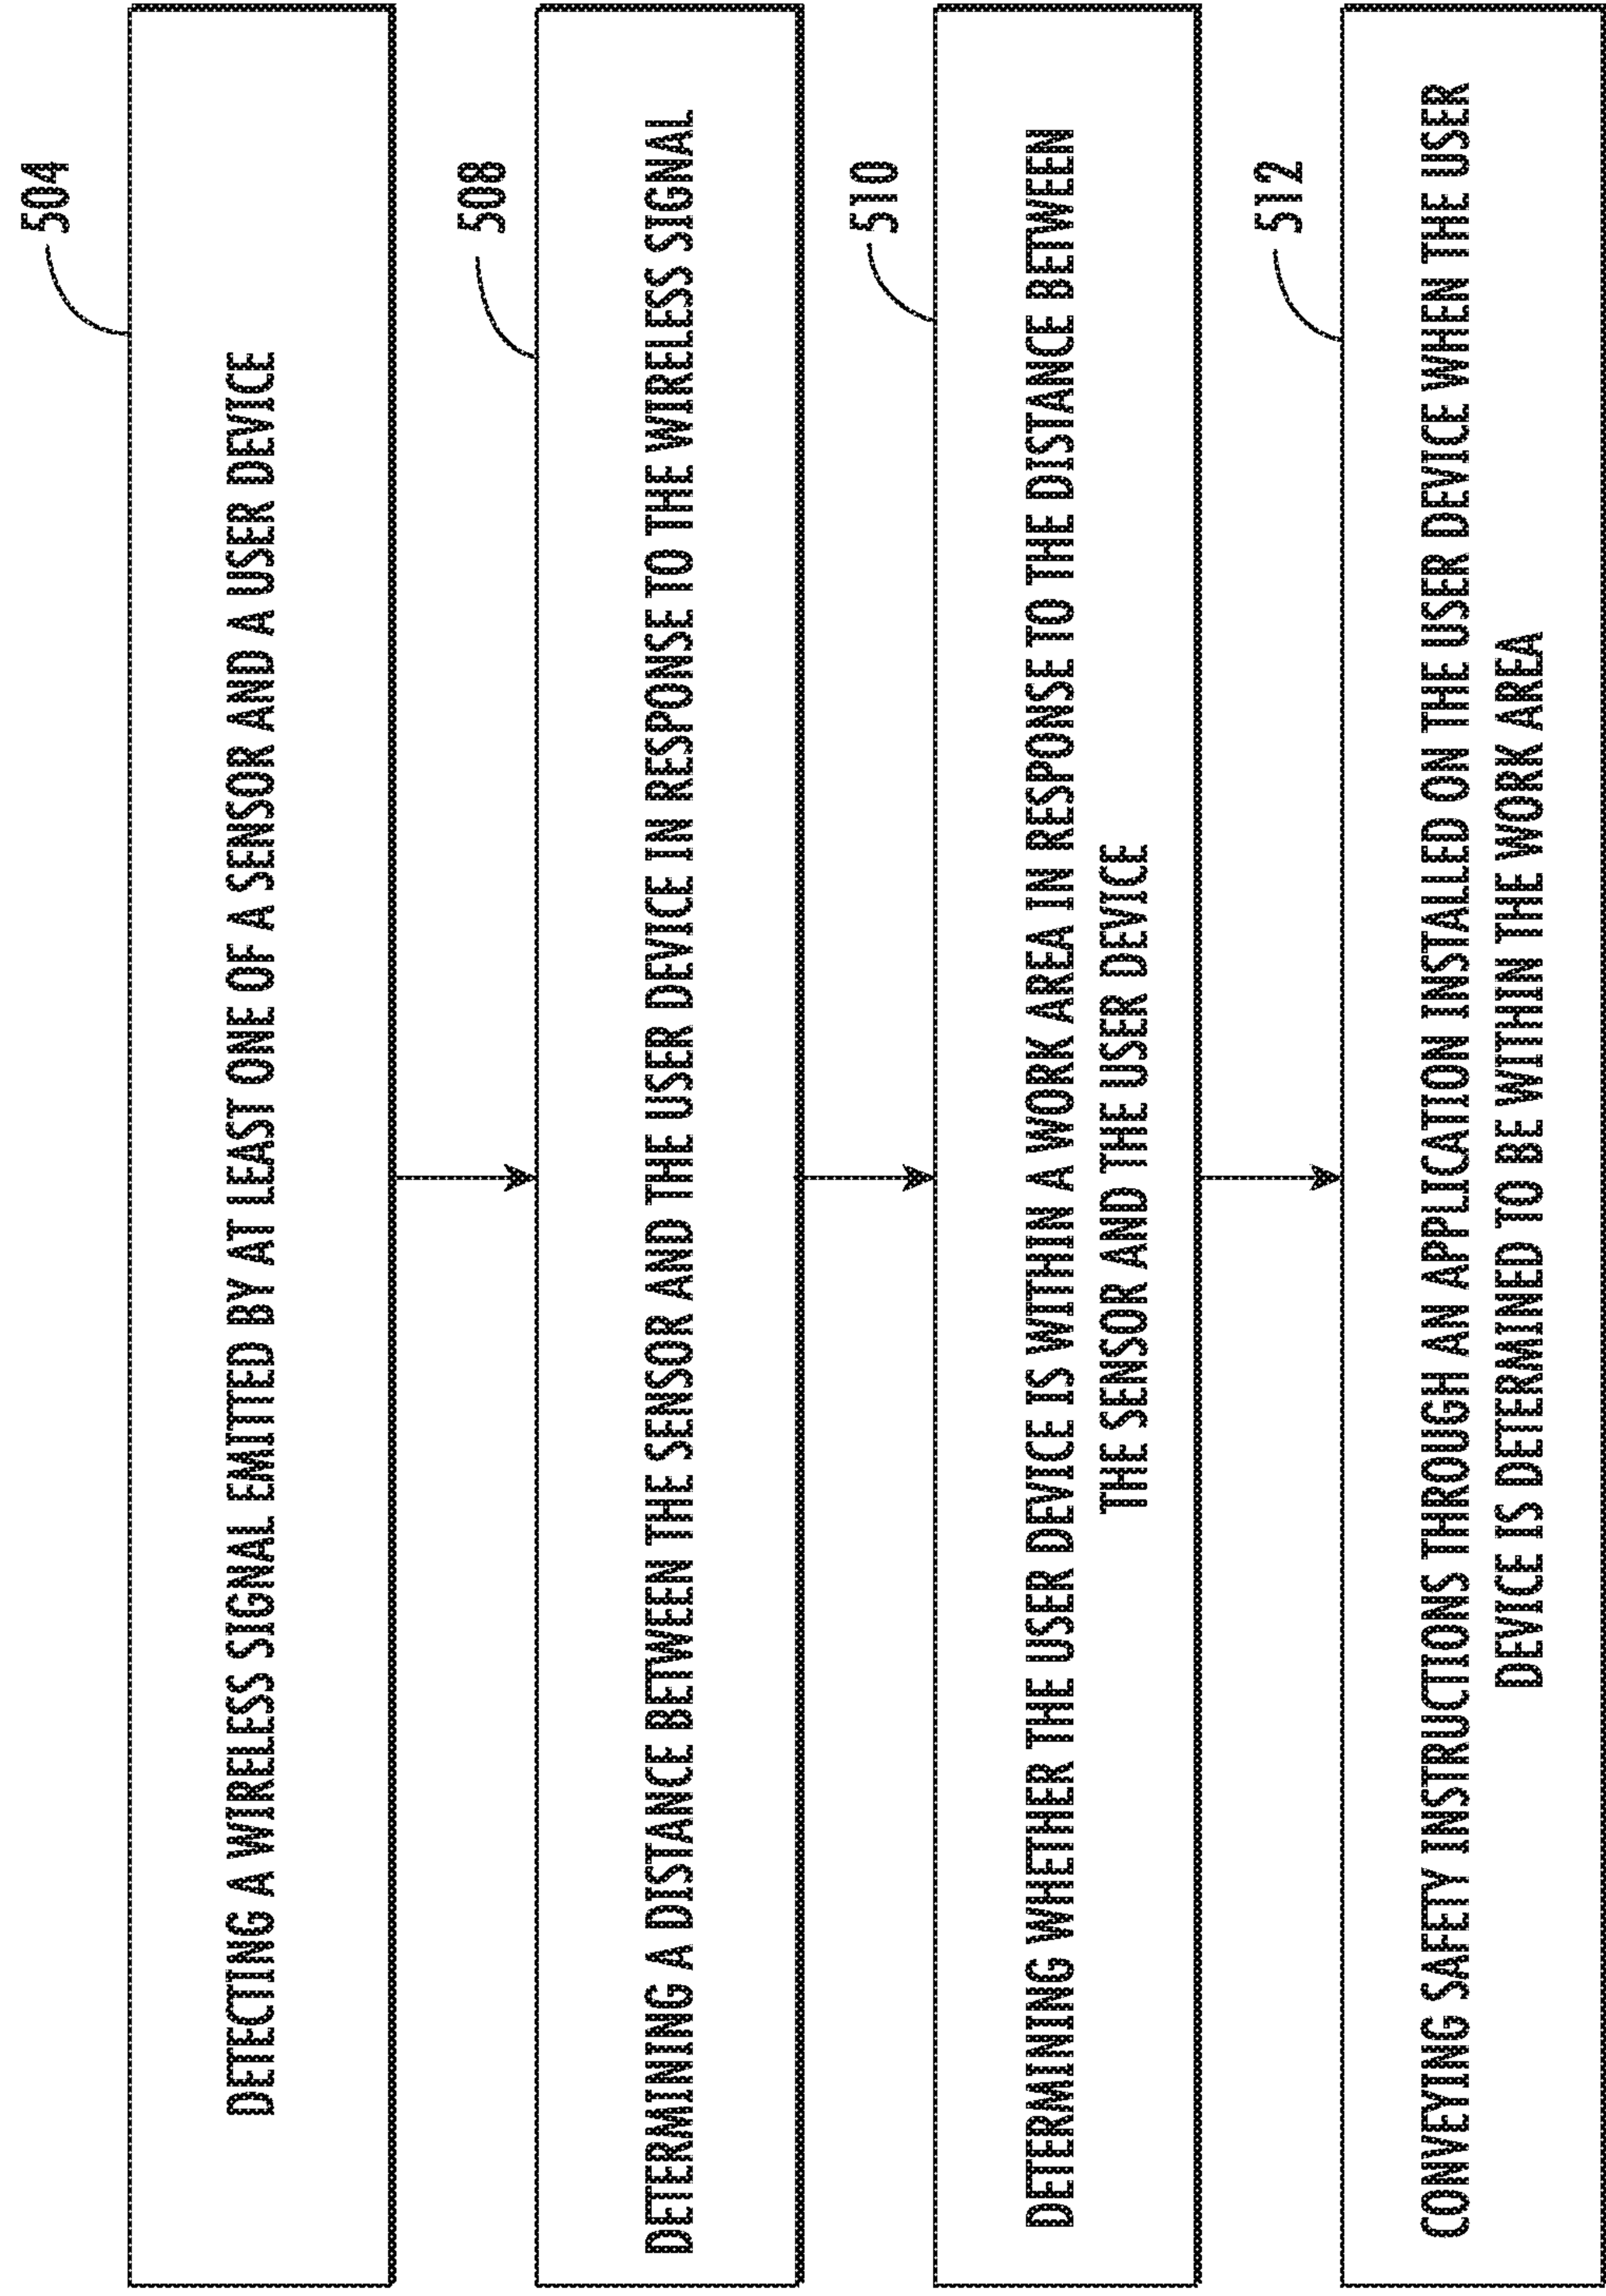 504
DETECTING A WIRELESS SIGNAL EMITTED BY AT LEAST ONE OF A SENSOR AND A USER DEVICE
508
DETERMINING A DISTANCE BETWEEN THE SENSOR AND THE USER DEVICE IN RESPONSE TO THE WIRELESS SIGNAL
510
DETERMINING WHETHER THE USER DEVICE IS WITHIN A WORK AREA IN RESPONSE TO THE DISTANCE BETWEEN
THE SENSOR AND THE USER DEVICE
512
CONVEYING SAFETY INSTRUCTIONS THROUGH AN APPLICATION INSTALLED ON THE USER DEVICE WHEN THE USER
DEVICE IS DETERMINED TO BE WITHIN THE WORK AREA